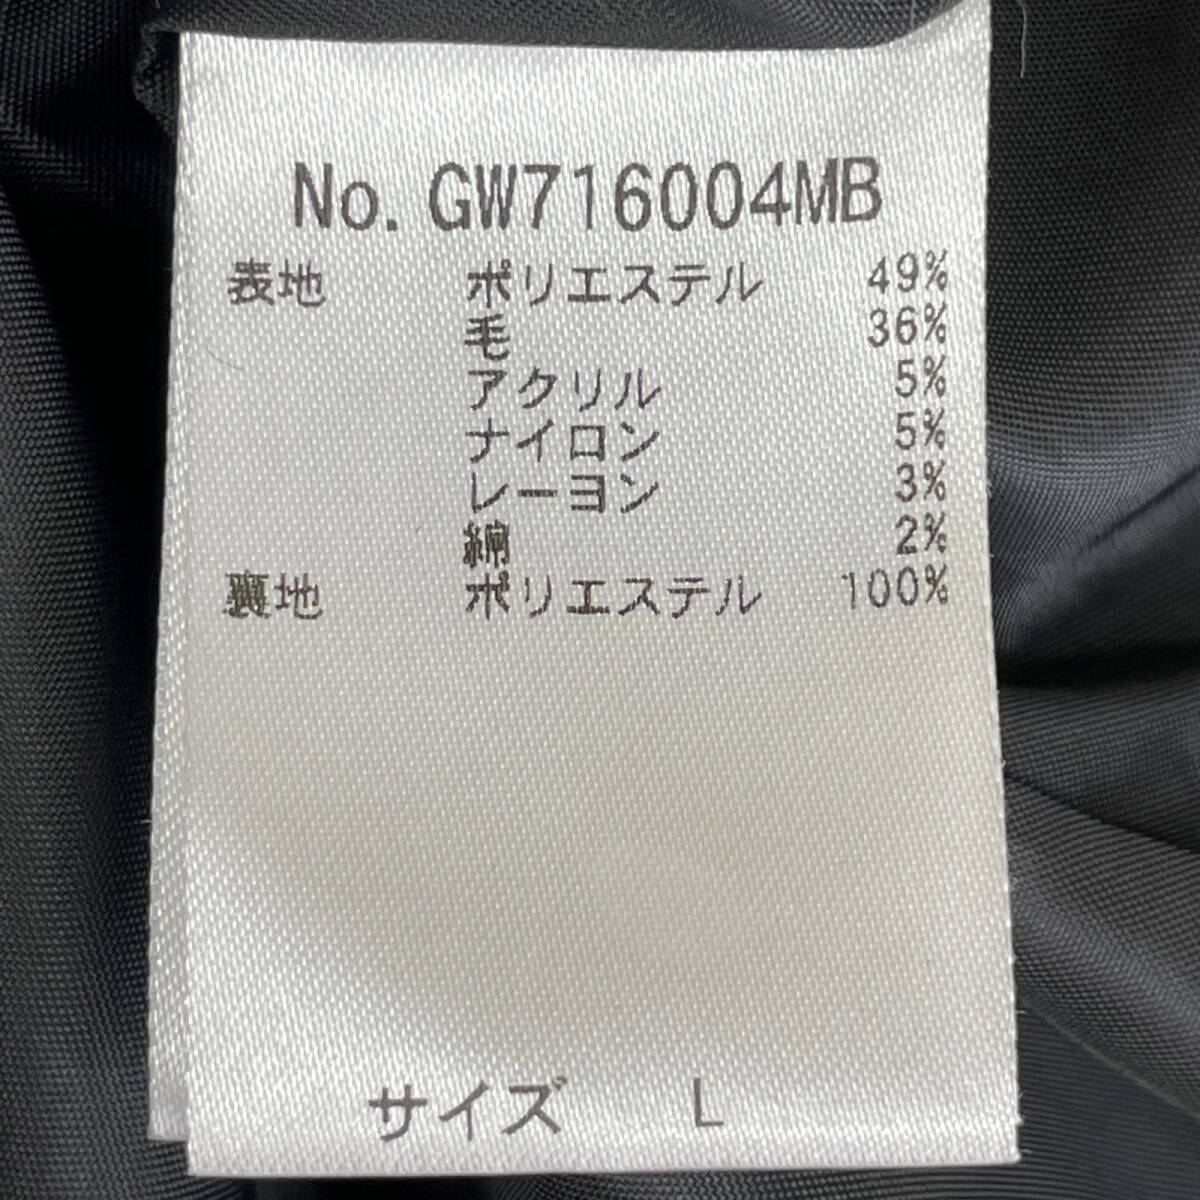 No. GW716004MB
表地 ポリエステル 49%
毛 36%
アクリル 5%
ナイロン 5%
レーヨン 3%
綿 2%
裏地 ポリエステル 100%
サイズ L